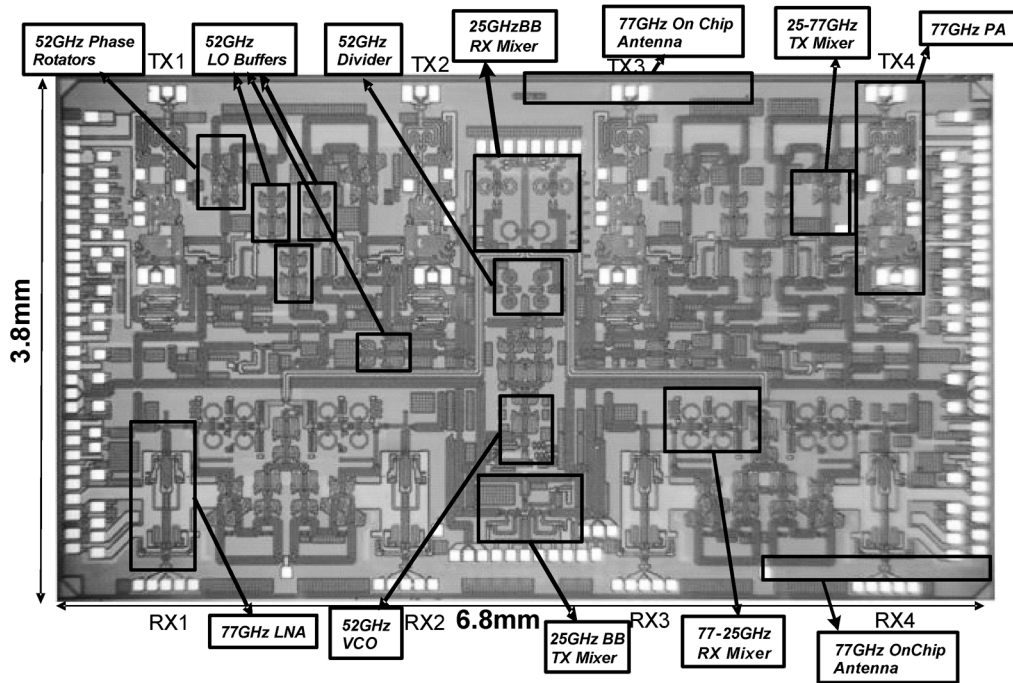 52GHz Phase
Rotators
TX1
52GHz
LO Buffers
52GHz
Divider
TX2
25GHzBB
RX Mixer
77GHz On Chip
Antenna
TX3
25-77GHz
TX Mixer
TX4
77GHz PA
3.8mm
RX1
77GHz LNA
52GHz
VCO
RX2
6.8mm
25GHz BB
TX Mixer
RX3
77-25GHz
RX Mixer
RX4
77GHz OnChip
Antenna